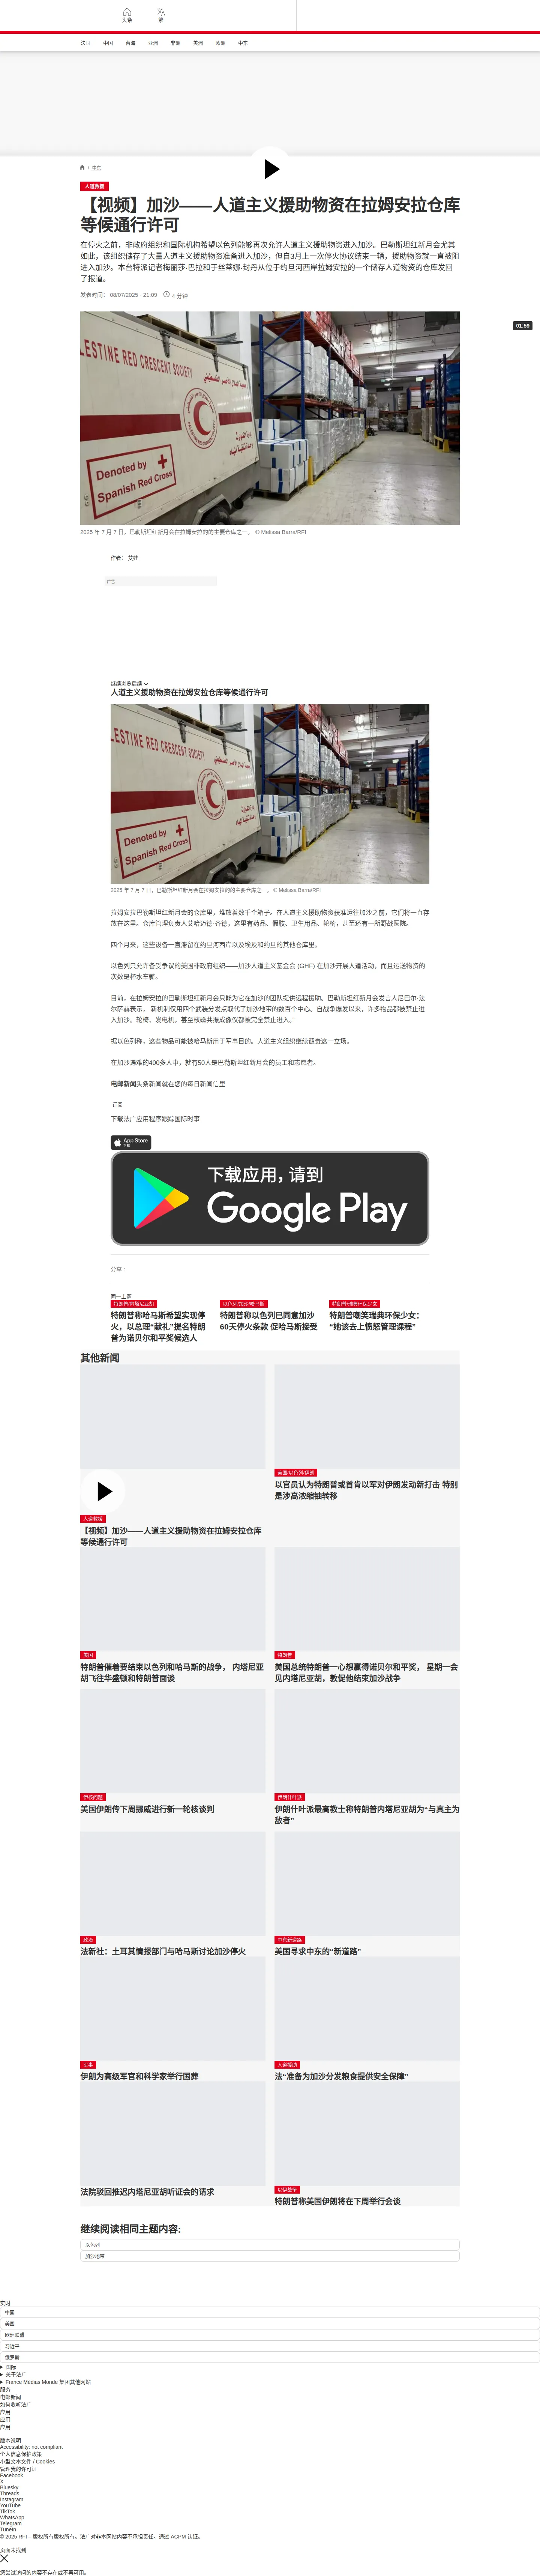 头条
繁
法国
中国
台海
亚洲
非洲
美洲
欧洲
中东
/ 中东
人道救援
【视频】加沙——人道主义援助物资在拉姆安拉仓库
等候通行许可
在停火之前，非政府组织和国际机构希望以色列能够再次允许人道主义援助物资进入加沙。巴勒斯坦红新月会尤其
如此，该组织储存了大量人道主义援助物资准备进入加沙，但自3月上一次停火协议结束一辆，援助物资就一直被阻
进入加沙。本台特派记者梅丽莎·巴拉和于丝蒂娜·封丹从位于约旦河西岸拉姆安拉的一个储存人道物资的仓库发回
了报道。
发表时间： 08/07/2025 - 21:09
4 分钟
01:59
LESTINE RED CRESCENT SOCIETY
Donated by
Spanish Red Cross
2025 年 7 月 7 日，巴勒斯坦红新月会在拉姆安拉的的主要仓库之一。 © Melissa Barra/RFI
作者： 艾娃
广告
继续浏览后续
人道主义援助物资在拉姆安拉仓库等候通行许可
LESTINE RED CRESCENT SOCIETY
Donated by
Spanish Red Cross
2025 年 7 月 7 日，巴勒斯坦红新月会在拉姆安拉的的主要仓库之一。 © Melissa Barra/RFI
拉姆安拉巴勒斯坦红新月会的仓库里，堆放着数千个箱子。在人道主义援助物资获准运往加沙之前，它们将一直存
放在这里。仓库管理负责人艾哈迈德·齐德，这里有药品、假肢、卫生用品、轮椅，甚至还有一所野战医院。
四个月来，这些设备一直滞留在约旦河西岸以及埃及和约旦的其他仓库里。
以色列只允许备受争议的美国非政府组织——加沙人道主义基金会 (GHF) 在加沙开展人道活动，而且运送物资的
次数是杯水车薪。
目前，在拉姆安拉的巴勒斯坦红新月会只能为它在加沙的团队提供远程援助。巴勒斯坦红新月会发言人尼巴尔·法
尔萨赫表示， 新机制仅用四个武装分发点取代了加沙地带的数百个中心。自战争爆发以来，许多物品都被禁止进
入加沙。轮椅、发电机，甚至核磁共振成像仪都被完全禁止进入。”
据以色列称，这些物品可能被哈马斯用于军事目的。人道主义组织继续谴责这一立场。
在加沙遇难的400多人中，就有50人是巴勒斯坦红新月会的员工和志愿者。
电邮新闻头条新闻就在您的每日新闻信里
订阅
下载法广应用程序跟踪国际时事
App Store
下载应用，请到
Google Play
分享 :
同一主题
特朗普/内塔尼亚胡
特朗普称哈马斯希望实现停
火，以总理“献礼”提名特朗
普为诺贝尔和平奖候选人
以色列/加沙/哈马斯
特朗普称以色列已同意加沙
60天停火条款 促哈马斯接受
特朗普/瑞典环保少女
特朗普嘲笑瑞典环保少女：
“她该去上愤怒管理课程”
其他新闻
人道救援
【视频】加沙——人道主义援助物资在拉姆安拉仓库
等候通行许可
美国/以色列/伊朗
以官员认为特朗普或首肯以军对伊朗发动新打击 特别
是涉高浓缩铀转移
美国
特朗普催着要结束以色列和哈马斯的战争， 内塔尼亚
胡飞往华盛顿和特朗普面谈
特朗普
美国总统特朗普一心想赢得诺贝尔和平奖， 星期一会
见内塔尼亚胡，敦促他结束加沙战争
伊核问题
美国伊朗传下周挪威进行新一轮核谈判
伊朗什叶派
伊朗什叶派最高教士称特朗普内塔尼亚胡为“与真主为
敌者”
政治
法新社：土耳其情报部门与哈马斯讨论加沙停火
中东新道路
美国寻求中东的“新道路”
军事
伊朗为高级军官和科学家举行国葬
人道援助
法“准备为加沙分发粮食提供安全保障”
法院驳回推迟内塔尼亚胡听证会的请求
以伊战争
特朗普称美国伊朗将在下周举行会谈
继续阅读相同主题内容:
以色列
加沙地带
实时
中国
美国
欧洲联盟
习近平
俄罗斯
国际
关于法广
France Médias Monde 集团其他网站
服务
电邮新闻
如何收听法广
应用
应用
应用
版本说明
Accessibility: not compliant
个人信息保护政策
小型文本文件 / Cookies
管理我的许可证
Facebook
X
Bluesky
Threads
Instagram
YouTube
TikTok
WhatsApp
Telegram
TuneIn
© 2025 RFI – 版权所有版权所有。法广对非本网站内容不承担责任。通过 ACPM 认证。
页面未找到
您尝试访问的内容不存在或不再可用。